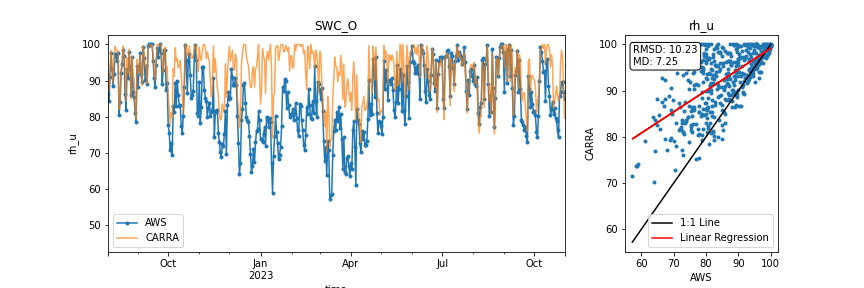 SWC_O
rh_u
100
90
80
70
60
50
rh_u
AWS
CARRA
Oct
Jan
2023
Apr
Jul
Oct
time
rh_u
RMSD: 10.23
MD: 7.25
100
90
80
70
60
CARRA
1:1 Line
Linear Regression
60
70
80
90
100
AWS